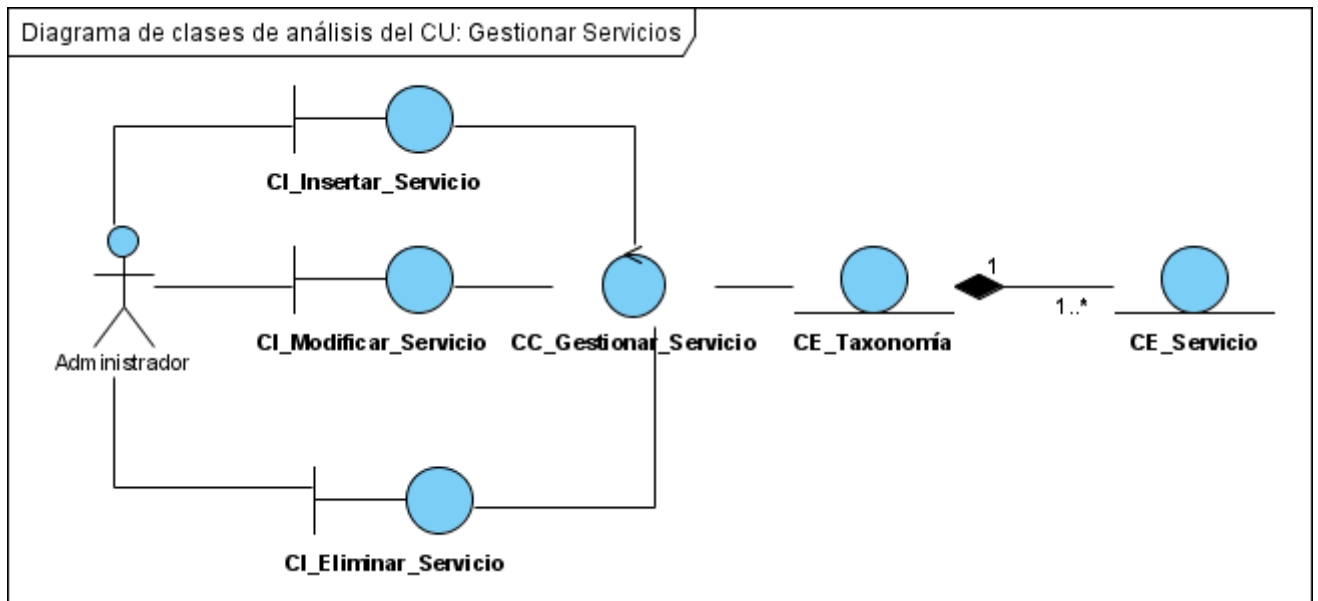 Diagrama de clases de análisis del CU: Gestionar Servicios
CI_Insertar_Servicio
Administrador
CI_Modificar_Servicio
CC_Gestionar_Servicio
CE_Taxonomía
1
1..*
CE_Servicio
CI_Eliminar_Servicio